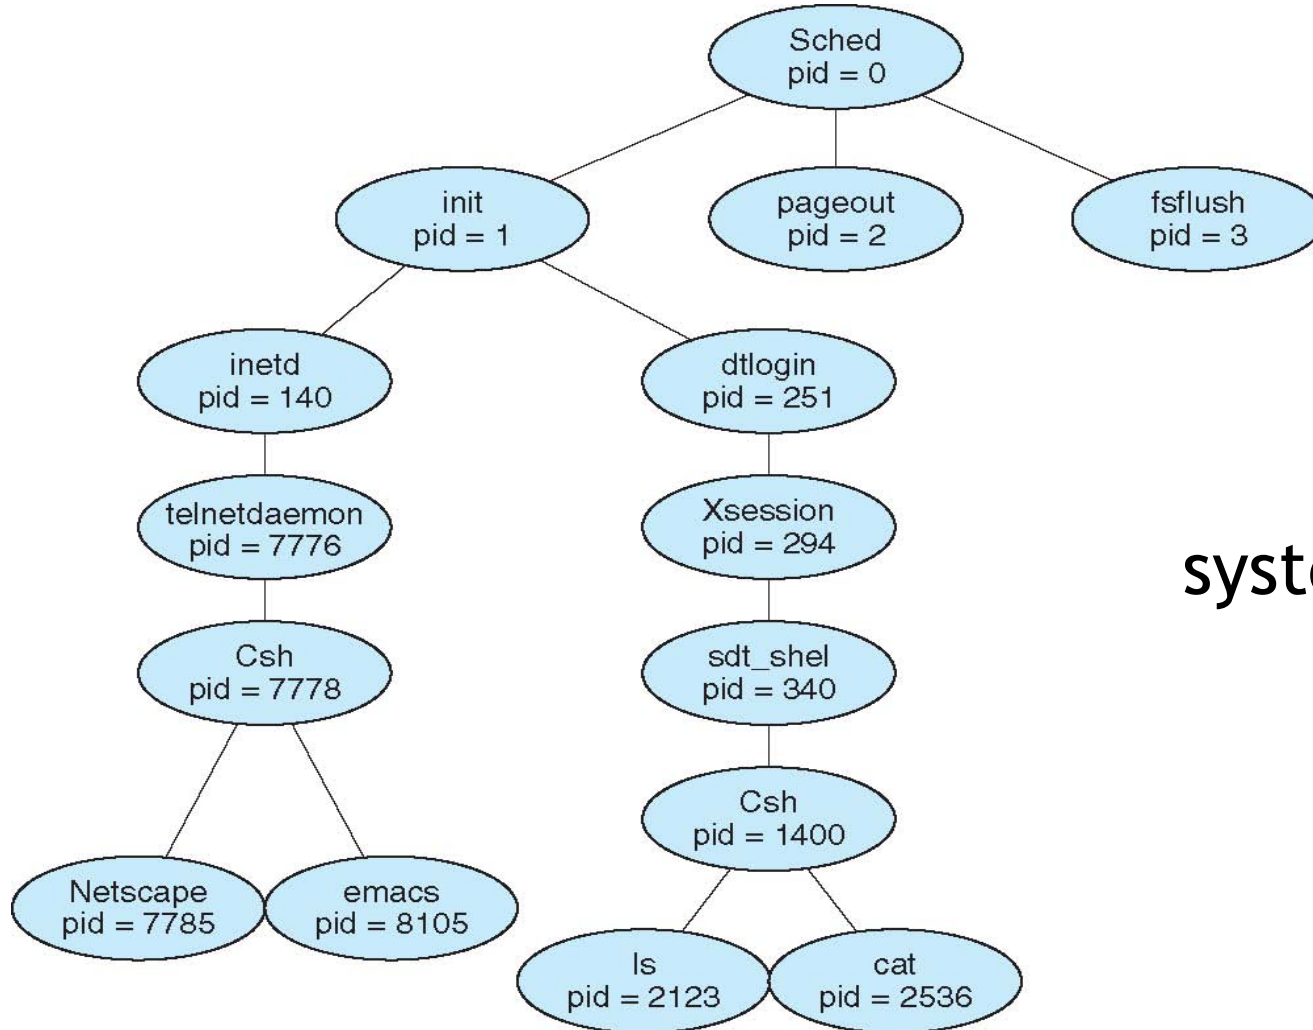 Sched
pid = 0
init
pid = 1
pageout
pid = 2
fsflush
pid = 3
inetd
pid = 140
dtlogin
pid = 251
telnetdaemon
pid = 7776
Xsession
pid = 294
Csh
pid = 7778
sdt_shel
pid = 340
Csh
pid = 1400
Netscape
pid = 7785
emacs
pid = 8105
ls
pid = 2123
cat
pid = 2536